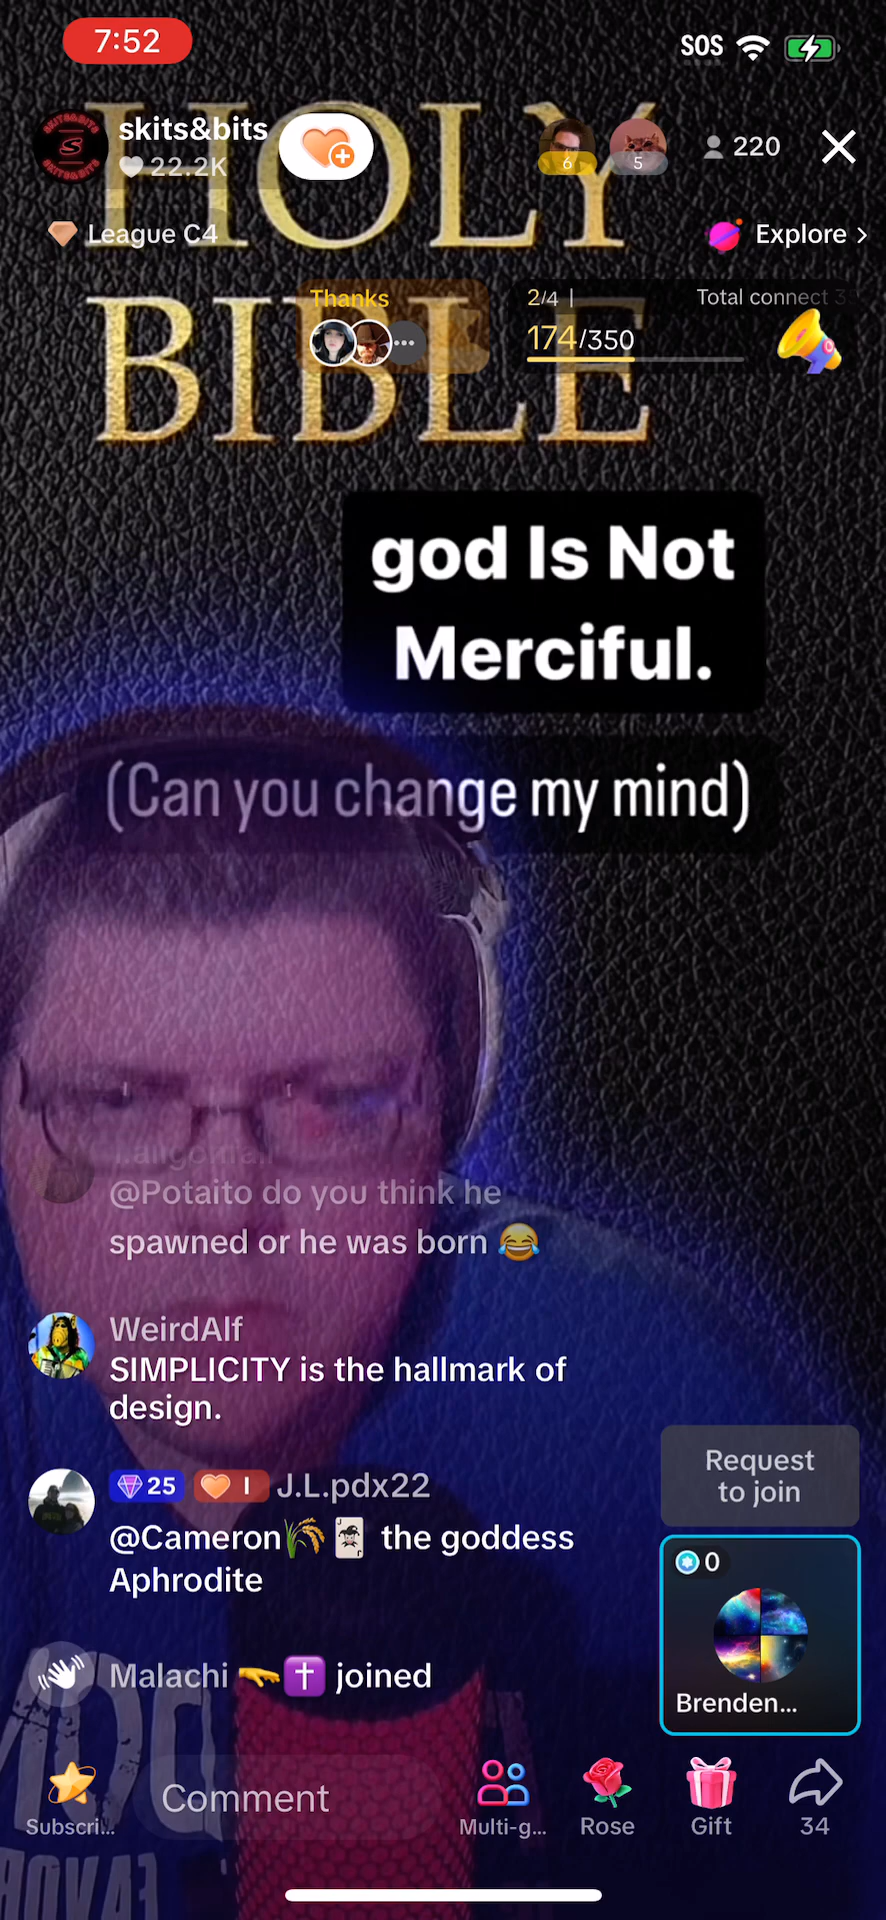 7:52
SOS
HOLY
BIBLE
skits&bits
22.2K
6
5
220
League C4
Explore >
Thanks
2/4 |
Total connect 3
174/350
god Is Not
Merciful.
(Can you change my mind)
@Potaito do you think he
spawned or he was born 😂
WeirdAlf
SIMPLICITY is the hallmark of
design.
25
I
J.L.pdx22
@Cameron🌾🃏 the goddess
Aphrodite
Malachi 🫴✝️ joined
Request
to join
0
Brenden...
Subscri...
Comment
Multi-g...
Rose
Gift
34